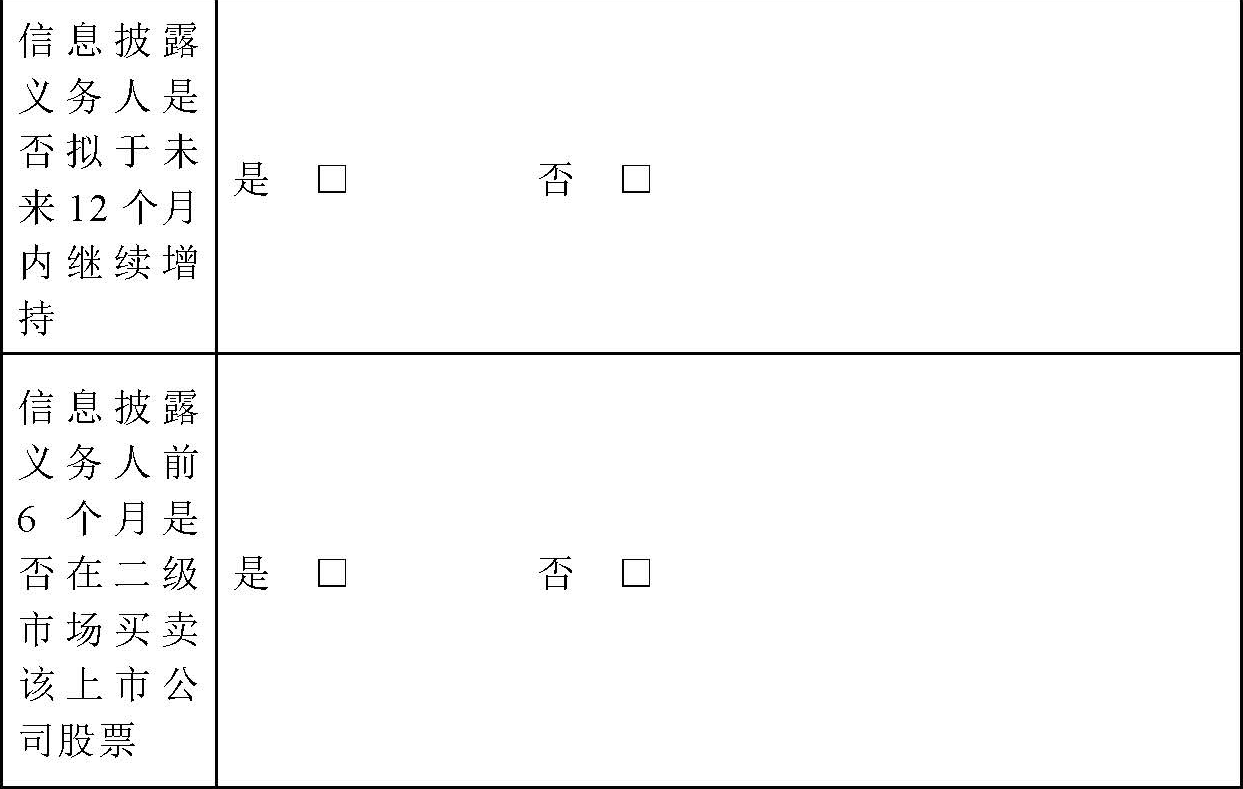 信息披露
义务人是
否拟于未
来 12 个月
内继续增
持
是 □ 否 □
信息披露
义务人前
6 个月是
否在二级
市场买卖
该上市公
司股票
是 □ 否 □